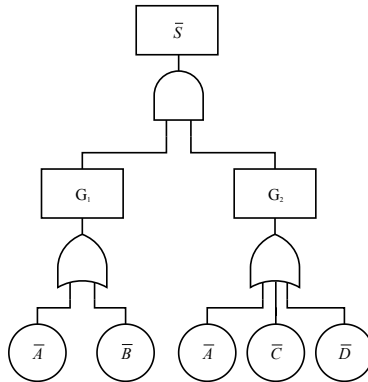 S̅
G₁ G₂
A̅ B̅ A̅ C̅ D̅